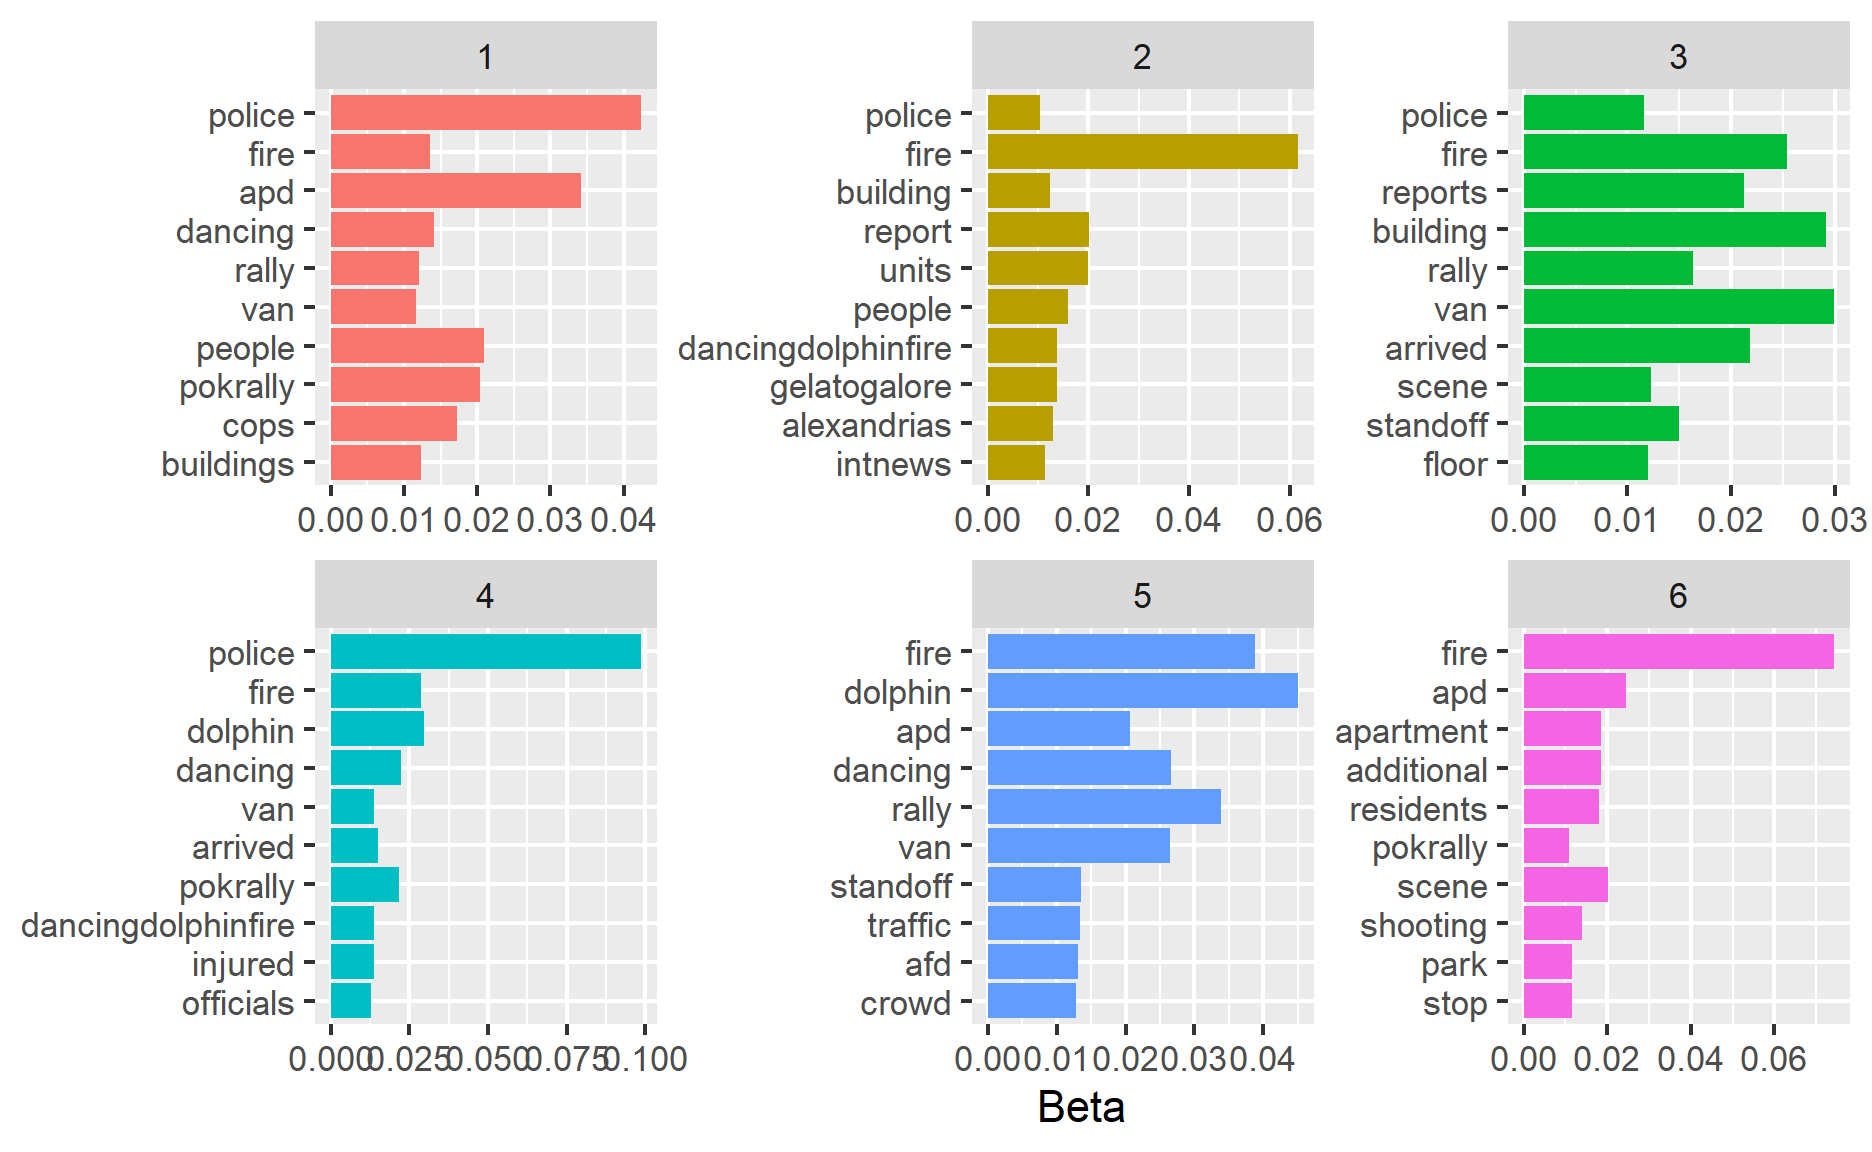 1
police
fire
apd
dancing
rally
van
people
pokrally
cops
buildings
0.00 0.01 0.02 0.03 0.04
2
police
fire
building
report
units
people
dancingdolphinfire
gelatogalore
alexandrias
intnews
0.00 0.02 0.04 0.06
3
police
fire
reports
building
rally
van
arrived
scene
standoff
floor
0.00 0.01 0.02 0.03
4
police
fire
dolphin
dancing
van
arrived
pokrally
dancingdolphinfire
injured
officials
0.000 0.025 0.050 0.075 0.100
5
fire
dolphin
apd
dancing
rally
van
standoff
traffic
afd
crowd
0.00 0.01 0.02 0.03 0.04
6
fire
apd
apartment
additional
residents
pokrally
scene
shooting
park
stop
0.00 0.02 0.04 0.06
Beta